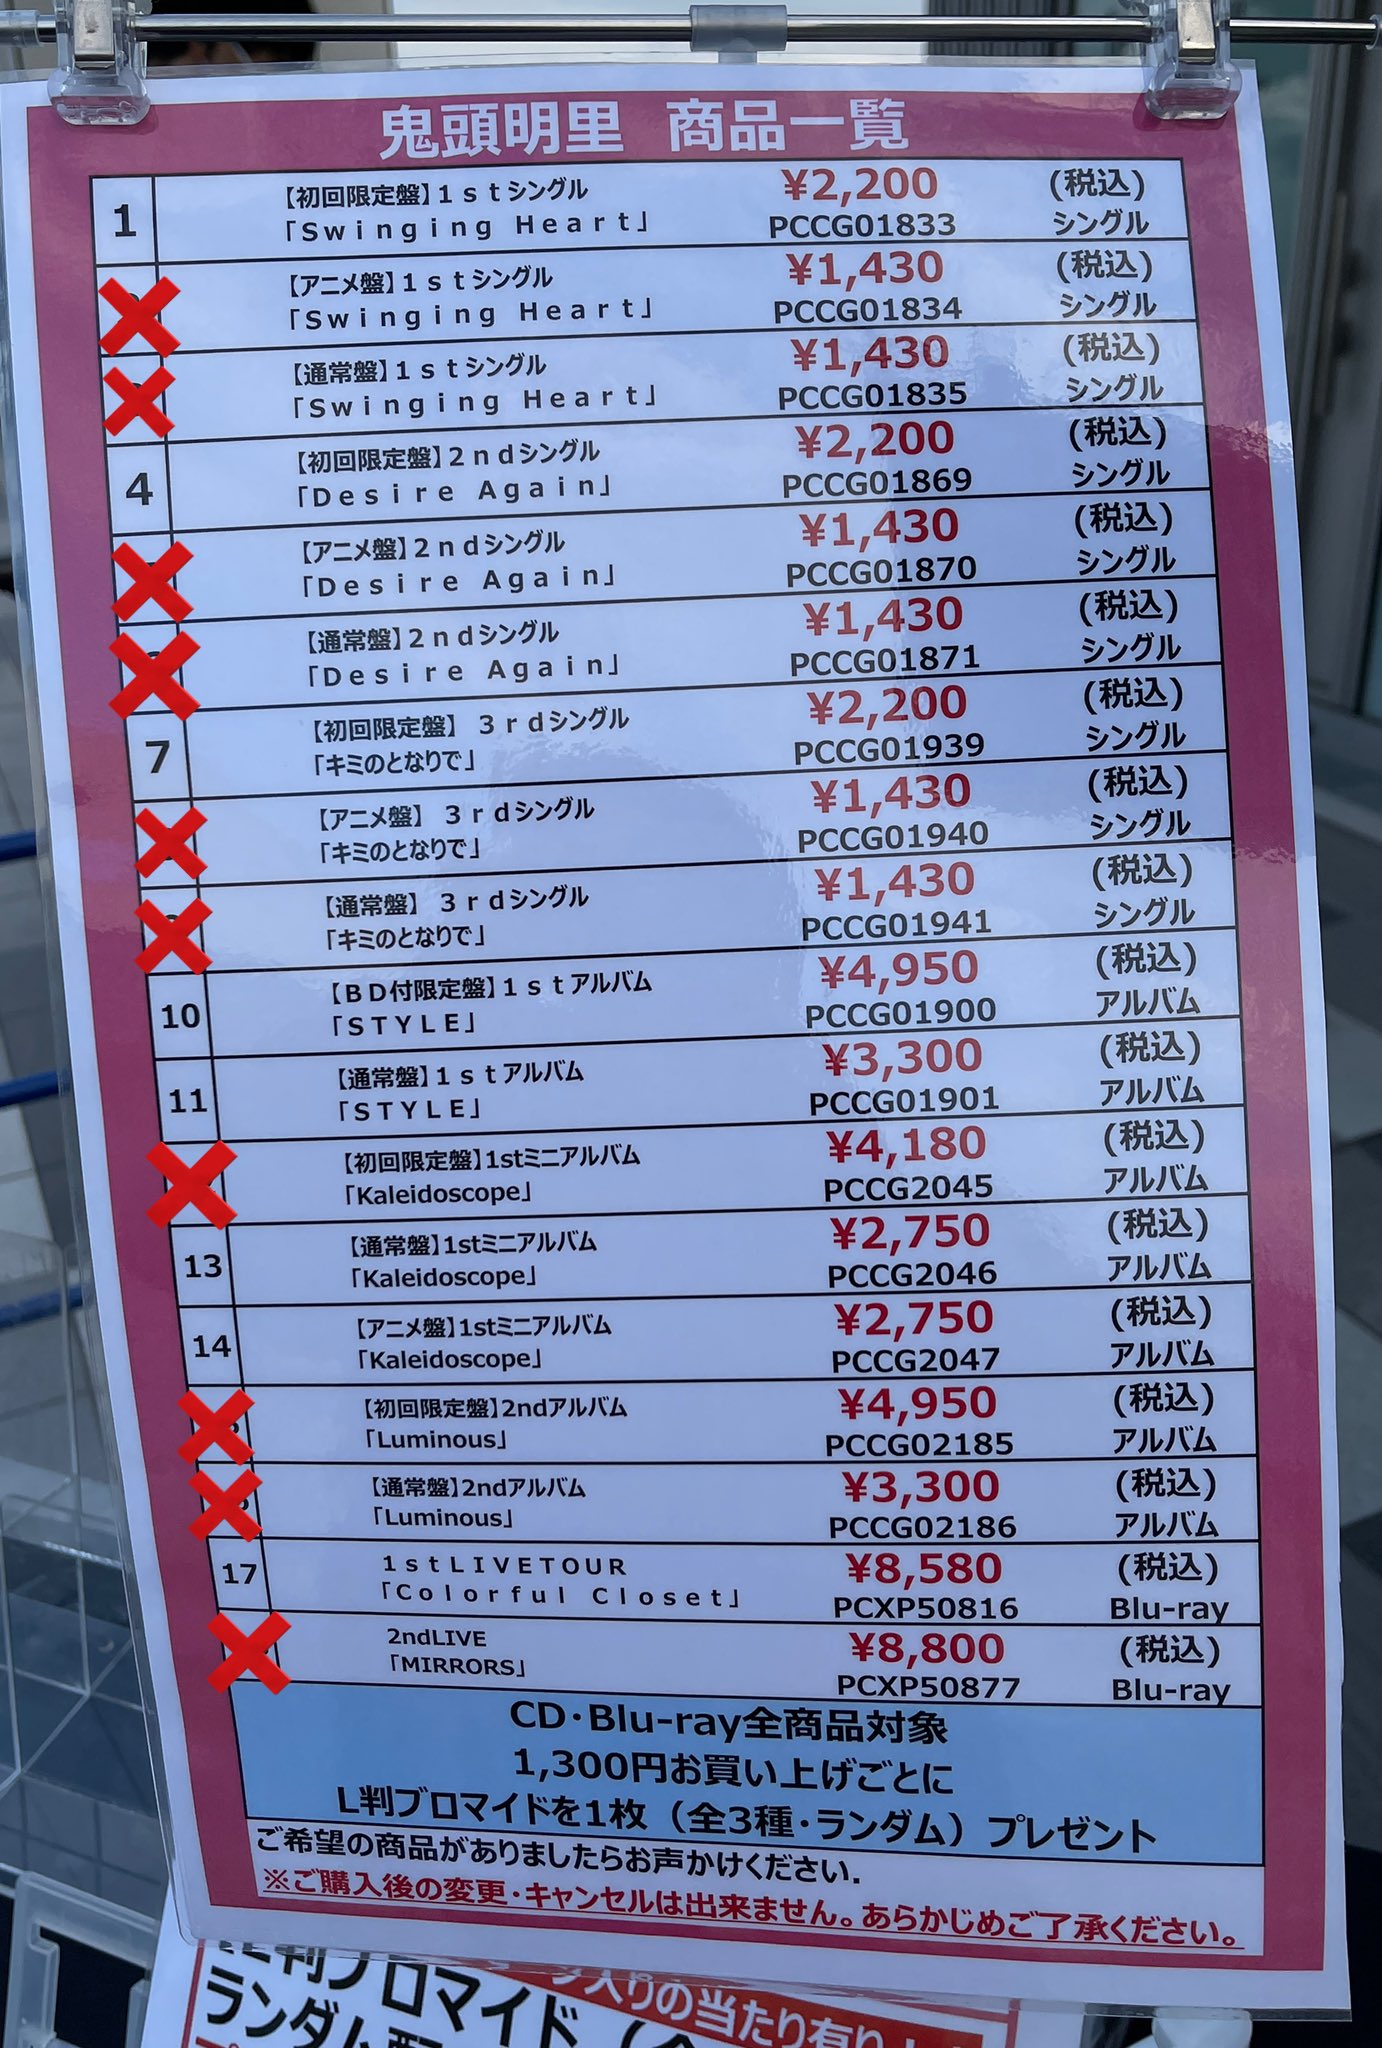 鬼頭明里 商品一覧
1 【初回限定盤】1stシングル ¥2,200 (税込)
「Swinging Heart」 PCCG01833 シングル
【アニメ盤】1stシングル ¥1,430 (税込)
「Swinging Heart」 PCCG01834 シングル
【通常盤】1stシングル ¥1,430 (税込)
「Swinging Heart」 PCCG01835 シングル
4 【初回限定盤】2ndシングル ¥2,200 (税込)
「Desire Again」 PCCG01869 シングル
【アニメ盤】2ndシングル ¥1,430 (税込)
「Desire Again」 PCCG01870 シングル
【通常盤】2ndシングル ¥1,430 (税込)
「Desire Again」 PCCG01871 シングル
7 【初回限定盤】 3rdシングル ¥2,200 (税込)
「キミのとなりで」 PCCG01939 シングル
【アニメ盤】 3rdシングル ¥1,430 (税込)
「キミのとなりで」 PCCG01940 シングル
【通常盤】 3rdシングル ¥1,430 (税込)
「キミのとなりで」 PCCG01941 シングル
10 【BD付限定盤】1stアルバム ¥4,950 (税込)
「STYLE」 PCCG01900 アルバム
11 【通常盤】1stアルバム ¥3,300 (税込)
「STYLE」 PCCG01901 アルバム
【初回限定盤】1stミニアルバム ¥4,180 (税込)
「Kaleidoscope」 PCCG2045 アルバム
13 【通常盤】1stミニアルバム ¥2,750 (税込)
「Kaleidoscope」 PCCG2046 アルバム
14 【アニメ盤】1stミニアルバム ¥2,750 (税込)
「Kaleidoscope」 PCCG2047 アルバム
【初回限定盤】2ndアルバム ¥4,950 (税込)
「Luminous」 PCCG02185 アルバム
【通常盤】2ndアルバム ¥3,300 (税込)
「Luminous」 PCCG02186 アルバム
17 1stLIVETOUR ¥8,580 (税込)
「Colorful Closet」 PCXP50816 Blu-ray
2ndLIVE ¥8,800 (税込)
「MIRRORS」 PCXP50877 Blu-ray
CD・Blu-ray全商品対象
1,300円お買い上げごとに
L判ブロマイドを1枚（全3種・ランダム）プレゼント
ご希望の商品がありましたらお声かけください.
※ご購入後の変更・キャンセルは出来ません。あらかじめご了承ください。
入りの当たり有り
L判ブロマイド
ランダム